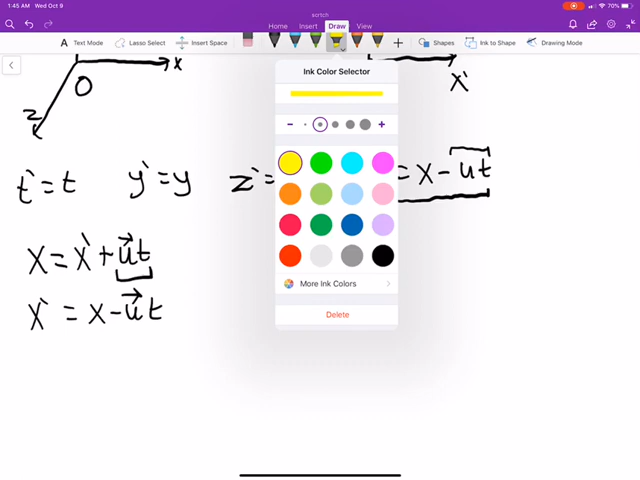 1:45 AM Wed Oct 9
70%
scrtch
Home Insert Draw View
Text Mode Lasso Select Insert Space Shapes Ink to Shape Drawing Mode
Ink Color Selector
More Ink Colors
Delete
x
O
z
x`
t` = t y` = y z` = = x - ut
x = x` + u⃗t
x` = x - u⃗t